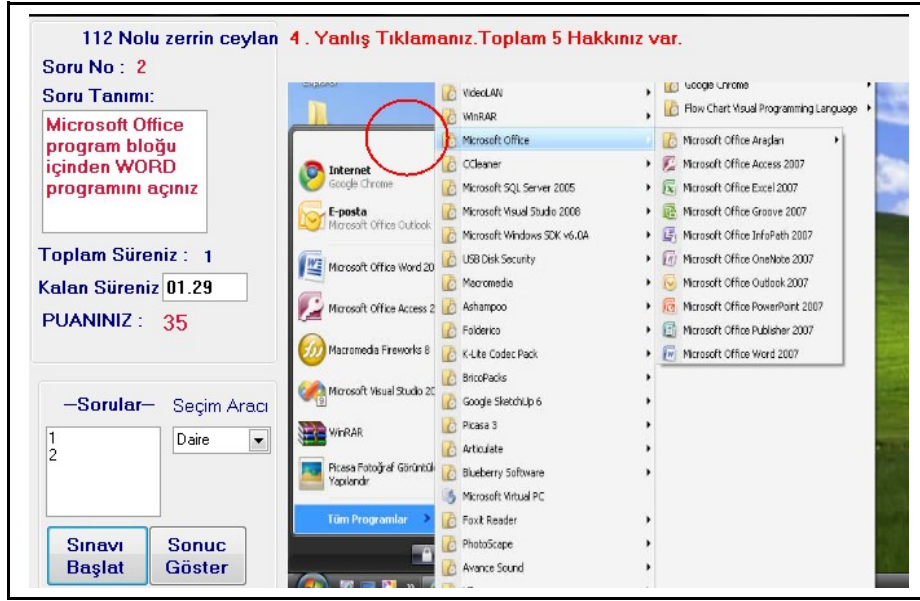 112 Nolu zerrin ceylan 4 . Yanlış Tıklamanız.Toplam 5 Hakkınız var.
Soru No : 2
Soru Tanımı:
Microsoft Office
program bloğu
içinden WORD
programını açınız
Toplam Süreniz : 1
Kalan Süreniz 01.29
PUANINIZ : 35
Sorular
Seçim Aracı
1
2
Daire
Sınavı
Başlat
Sonuc
Göster
Internet
Google Chrome
E-posta
Microsoft Office Outlook
Microsoft Office Word 20
Microsoft Office Access 2
Macromedia Fireworks 8
Microsoft Visual Studio 20
WinRAR
Picasa Fotoğraf Görüntül
Yapılandır
Tüm Programlar
VideoLAN
WinRAR
Microsoft Office
CCleaner
Microsoft SQL Server 2005
Microsoft Visual Studio 2008
Microsoft Windows SDK v6.0A
USB Disk Security
Macromedia
Ashampoo
Folderico
K-Lite Codec Pack
BricoPacks
Google SketchUp 6
Picasa 3
Articulate
Blueberry Software
Microsoft Virtual PC
Foxit Reader
PhotoScape
Avance Sound
Google Chrome
Flow Chart Visual Programming Language
Microsoft Office Araçları
Microsoft Office Access 2007
Microsoft Office Excel 2007
Microsoft Office Groove 2007
Microsoft Office InfoPath 2007
Microsoft Office OneNote 2007
Microsoft Office Outlook 2007
Microsoft Office PowerPoint 2007
Microsoft Office Publisher 2007
Microsoft Office Word 2007